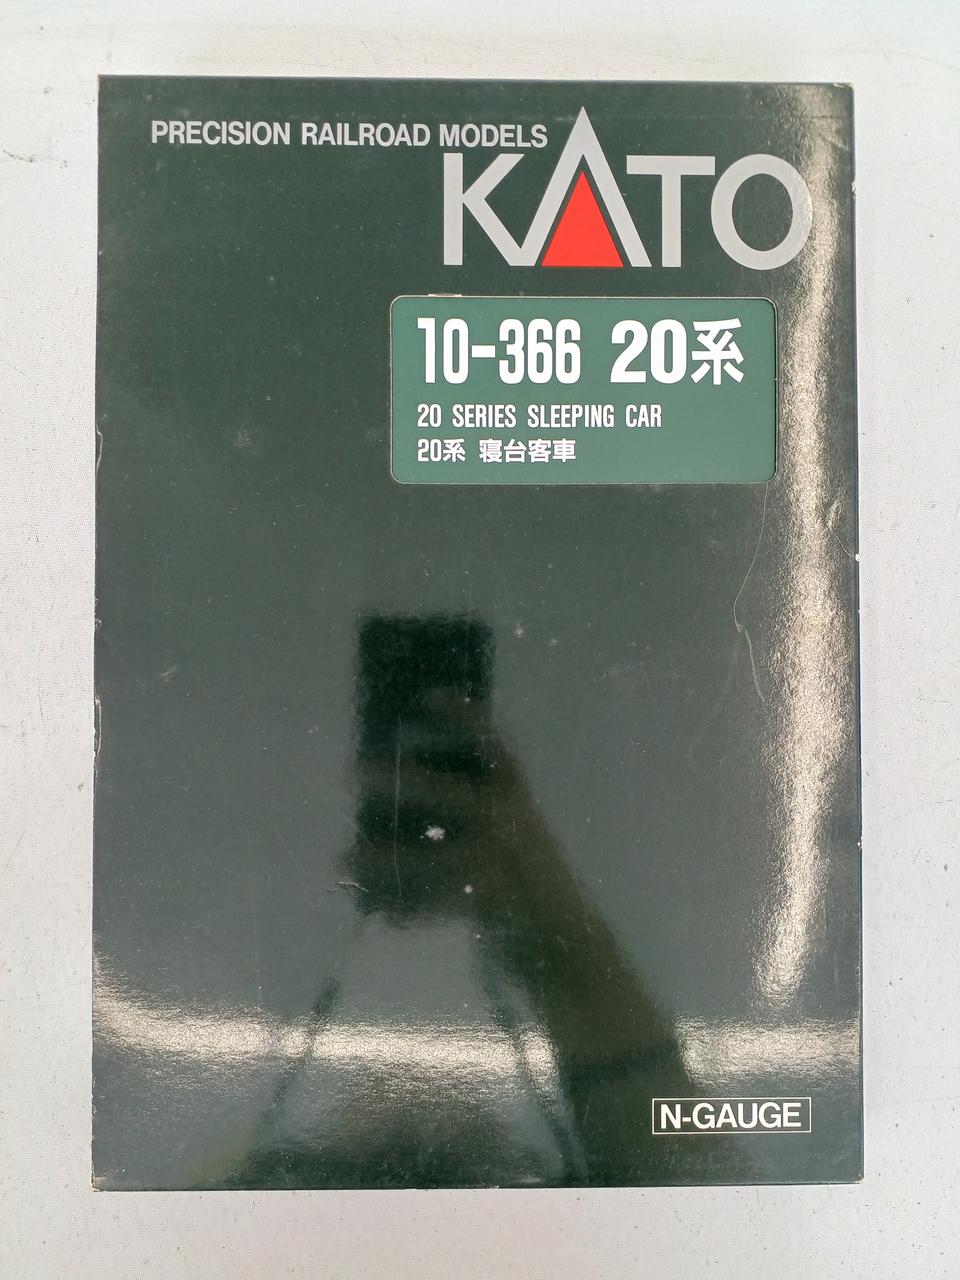 PRECISION RAILROAD MODELS
KATO
10-366 20系
20 SERIES SLEEPING CAR
20系 寝台客車
N-GAUGE